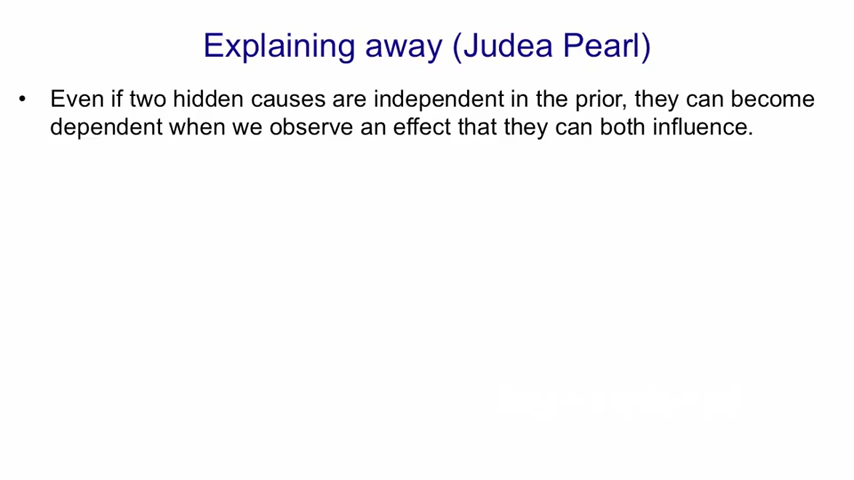 Explaining away (Judea Pearl)
• Even if two hidden causes are independent in the prior, they can become
dependent when we observe an effect that they can both influence.